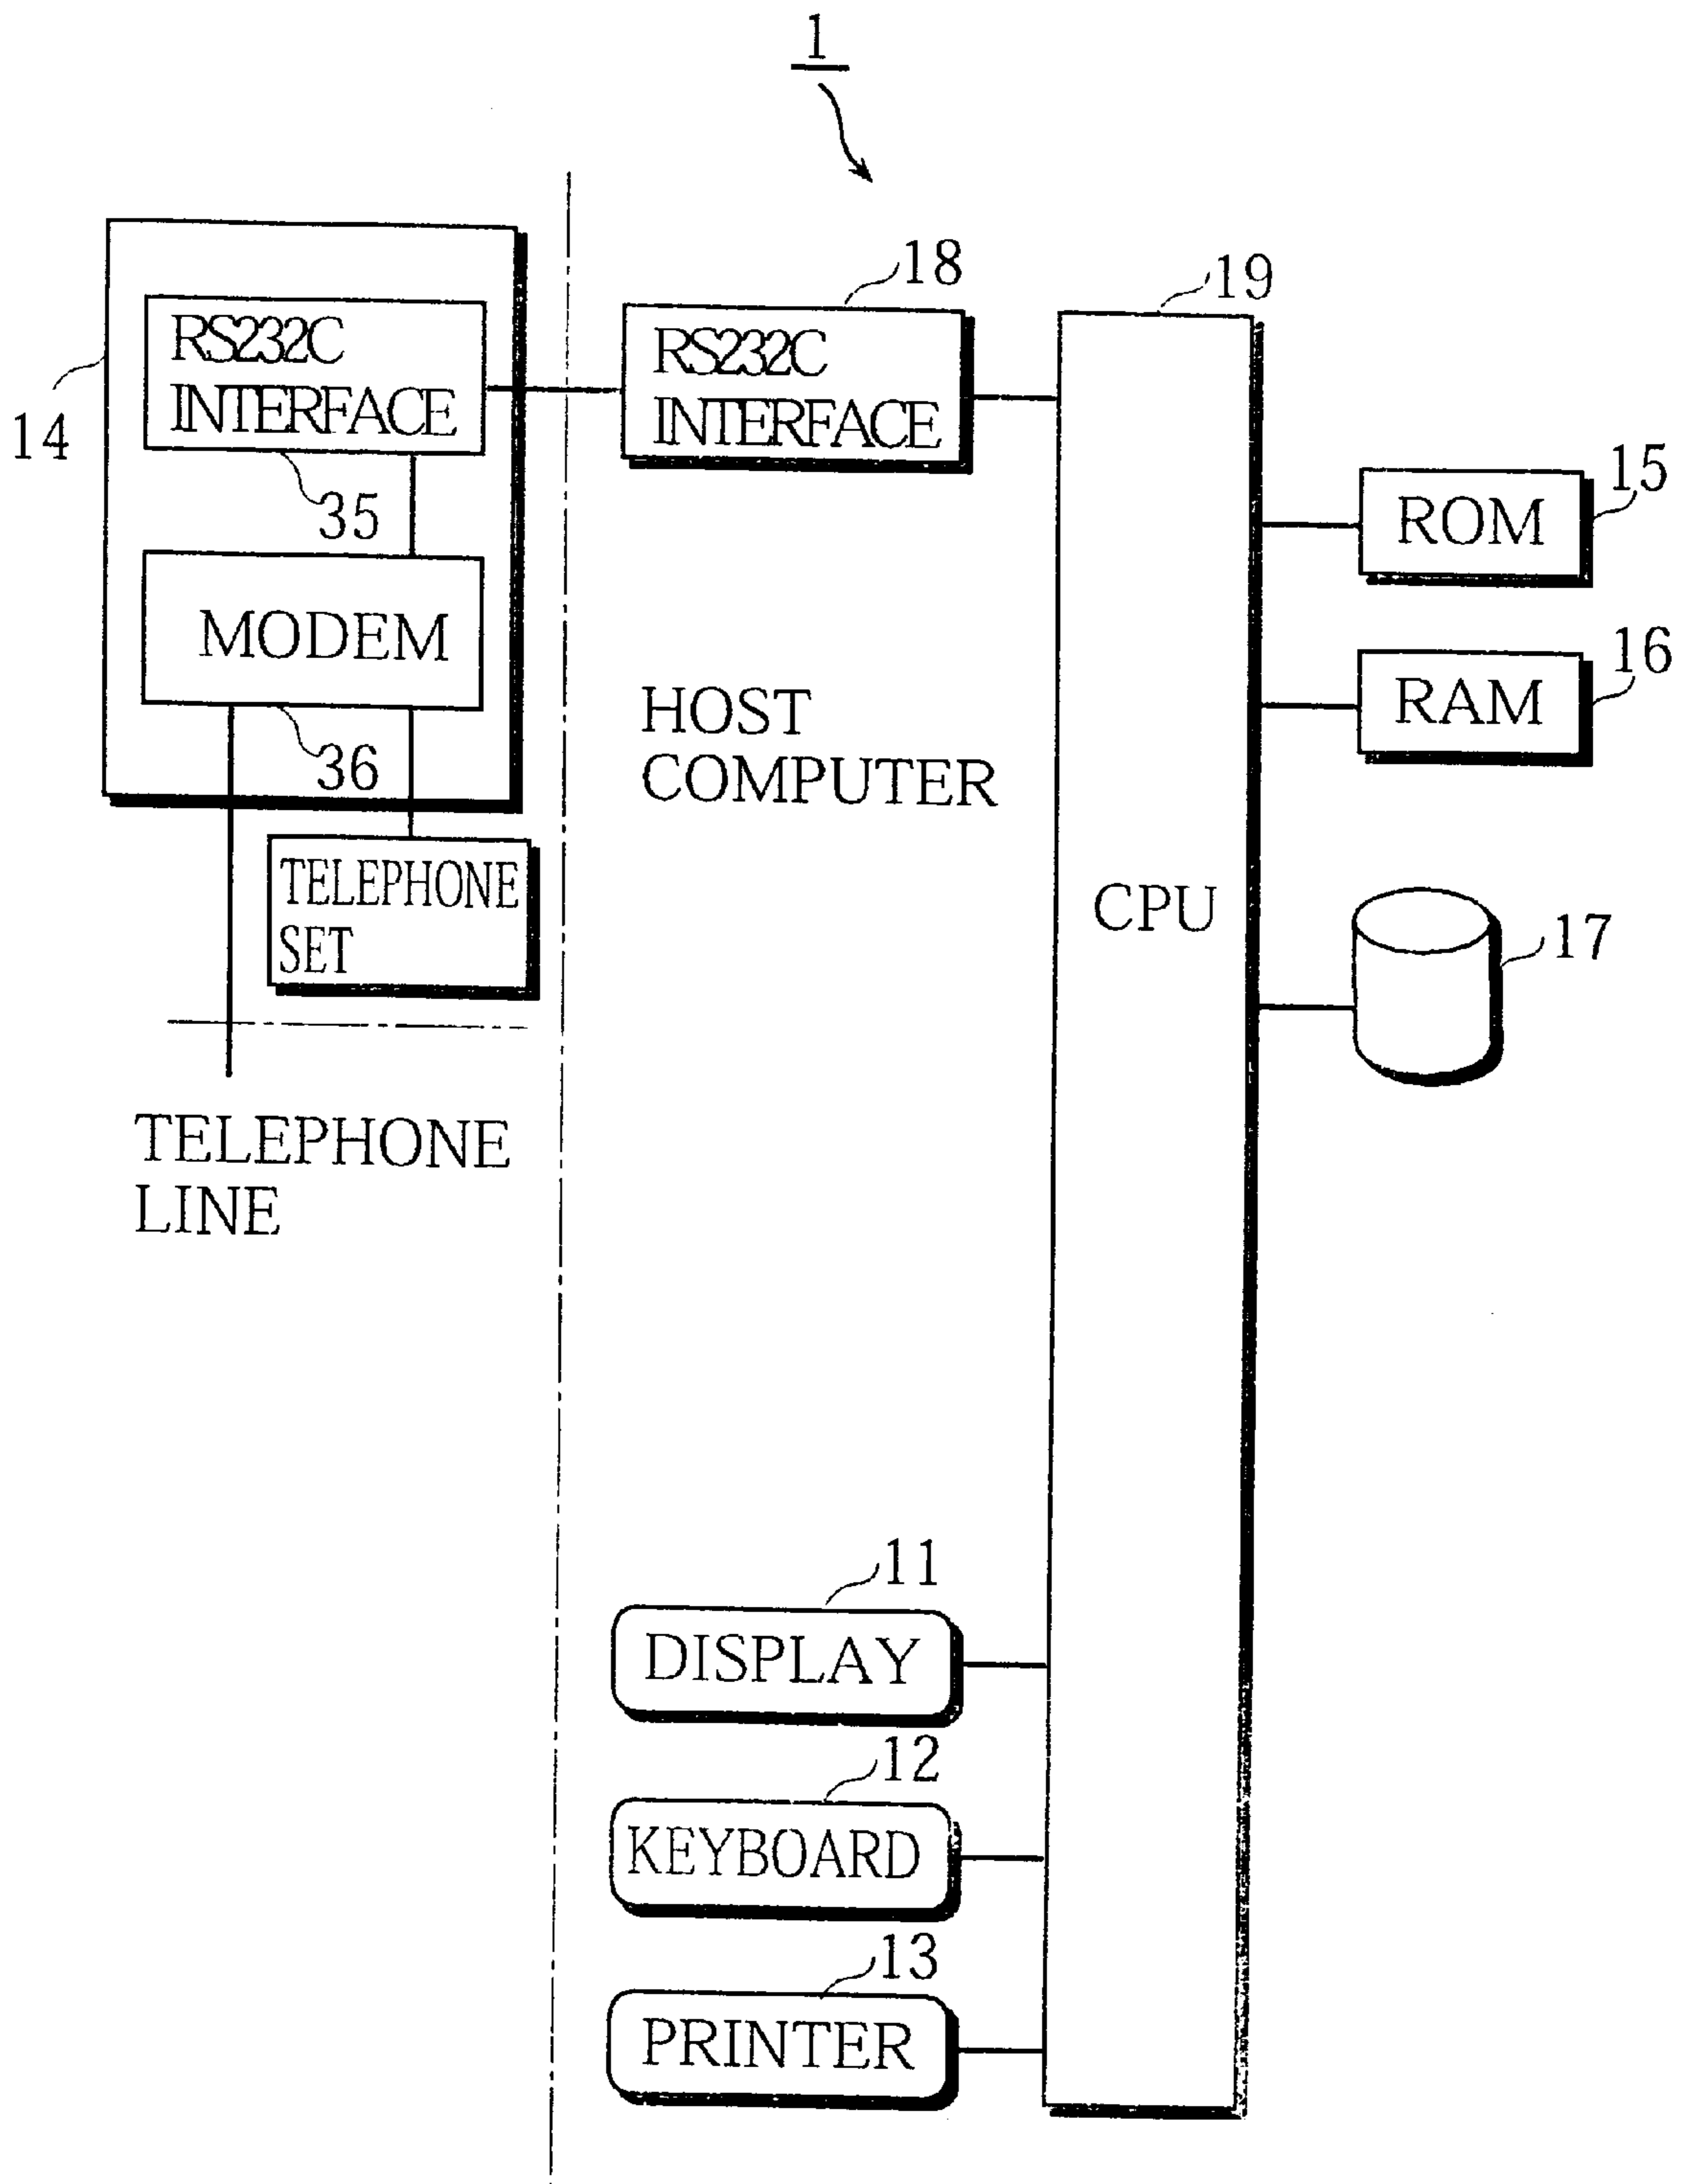 1
14
RS232C
INTERFACE
35
MODEM
36
TELEPHONE
SET
TELEPHONE
LINE
18
RS232C
INTERFACE
HOST
COMPUTER
19
CPU
15
ROM
16
RAM
17
11
DISPLAY
12
KEYBOARD
13
PRINTER